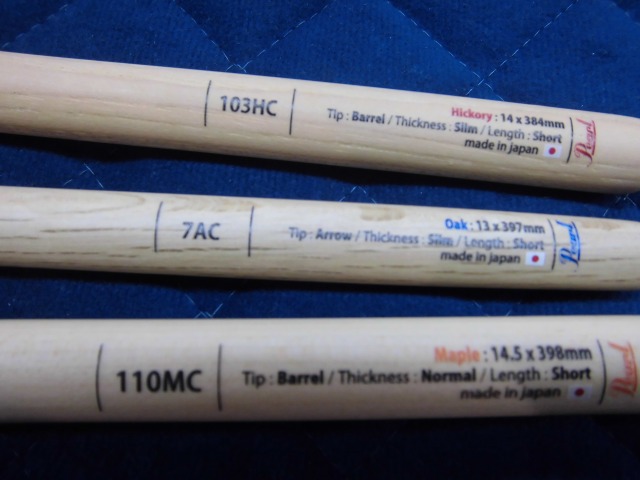 103HC
Hickory : 14 x 384mm
Tip : Barrel / Thickness : Slim / Length : Short
made in japan
Pearl
7AC
Oak : 13 x 397mm
Tip : Arrow / Thickness : Slim / Length : Short
made in japan
Pearl
110MC
Maple : 14.5 x 398mm
Tip : Barrel / Thickness : Normal / Length : Short
made in japan
Pearl